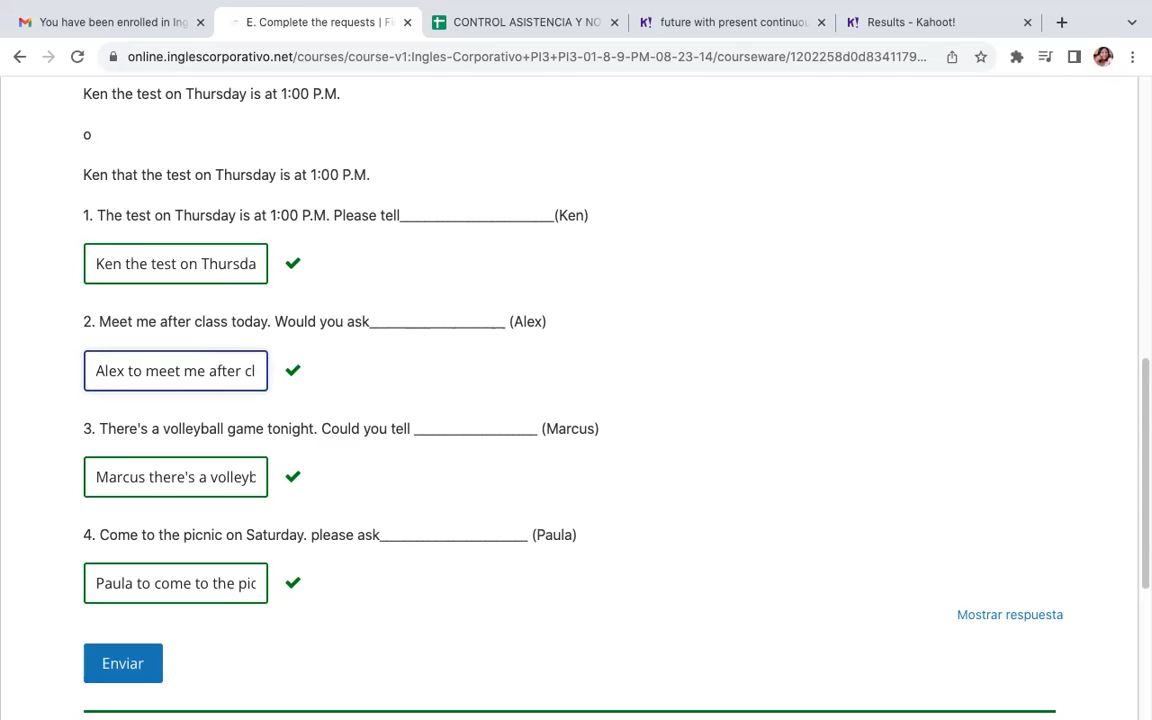 You have been enrolled in Ing
E. Complete the requests | Fi
CONTROL ASISTENCIA Y NO
K! future with present continuou
K! Results - Kahoot!
online.inglescorporativo.net/courses/course-v1:Ingles-Corporativo+PI3+PI3-01-8-9-PM-08-23-14/courseware/1202258d0d8341179...
Ken the test on Thursday is at 1:00 P.M.
o
Ken that the test on Thursday is at 1:00 P.M.
1. The test on Thursday is at 1:00 P.M. Please tell____________________(Ken)
Ken the test on Thursda
2. Meet me after class today. Would you ask__________________ (Alex)
Alex to meet me after cl
3. There's a volleyball game tonight. Could you tell ________________ (Marcus)
Marcus there's a volleyb
4. Come to the picnic on Saturday. please ask___________________ (Paula)
Paula to come to the pic
Mostrar respuesta
Enviar